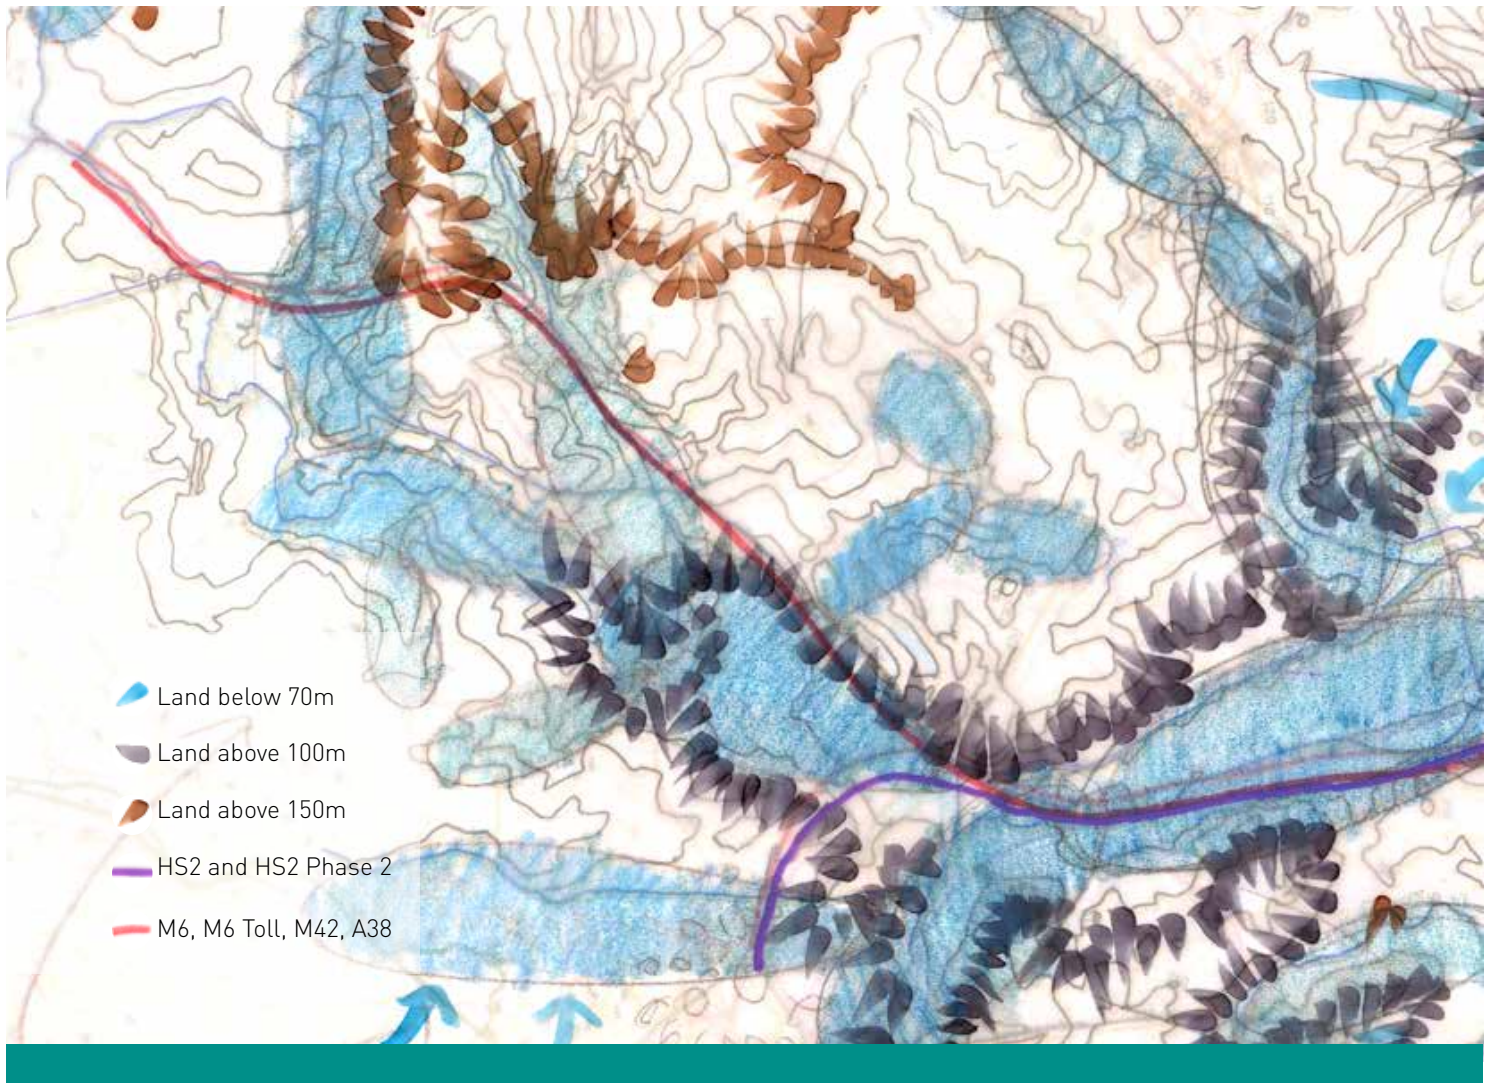 Land below 70m
Land above 100m
Land above 150m
HS2 and HS2 Phase 2
M6, M6 Toll, M42, A38